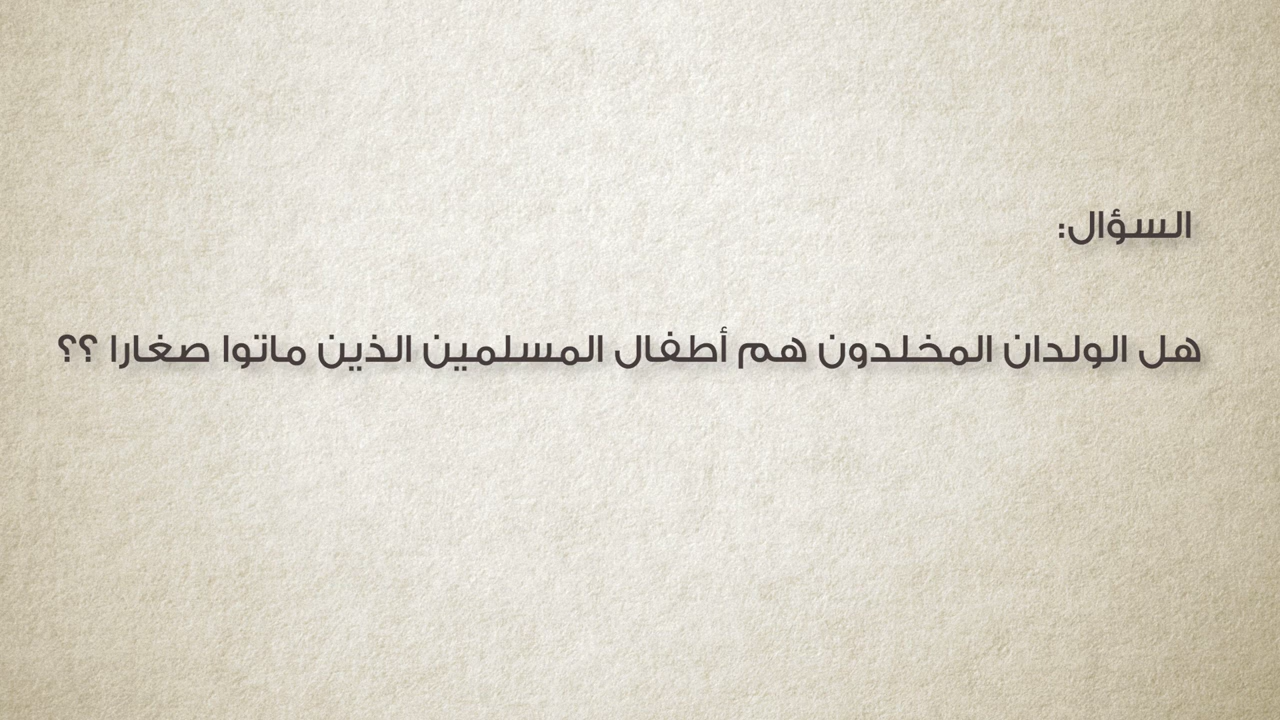 السؤال:
هل الولدان المخلدون هم أطفال المسلمين الذين ماتوا صغارا ؟؟